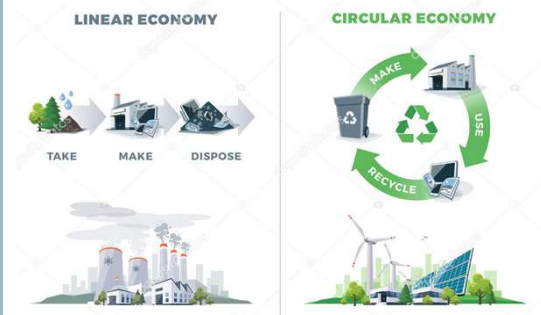 LINEAR ECONOMY
TAKE
MAKE
DISPOSE
CIRCULAR ECONOMY
MAKE
USE
RECYCLE